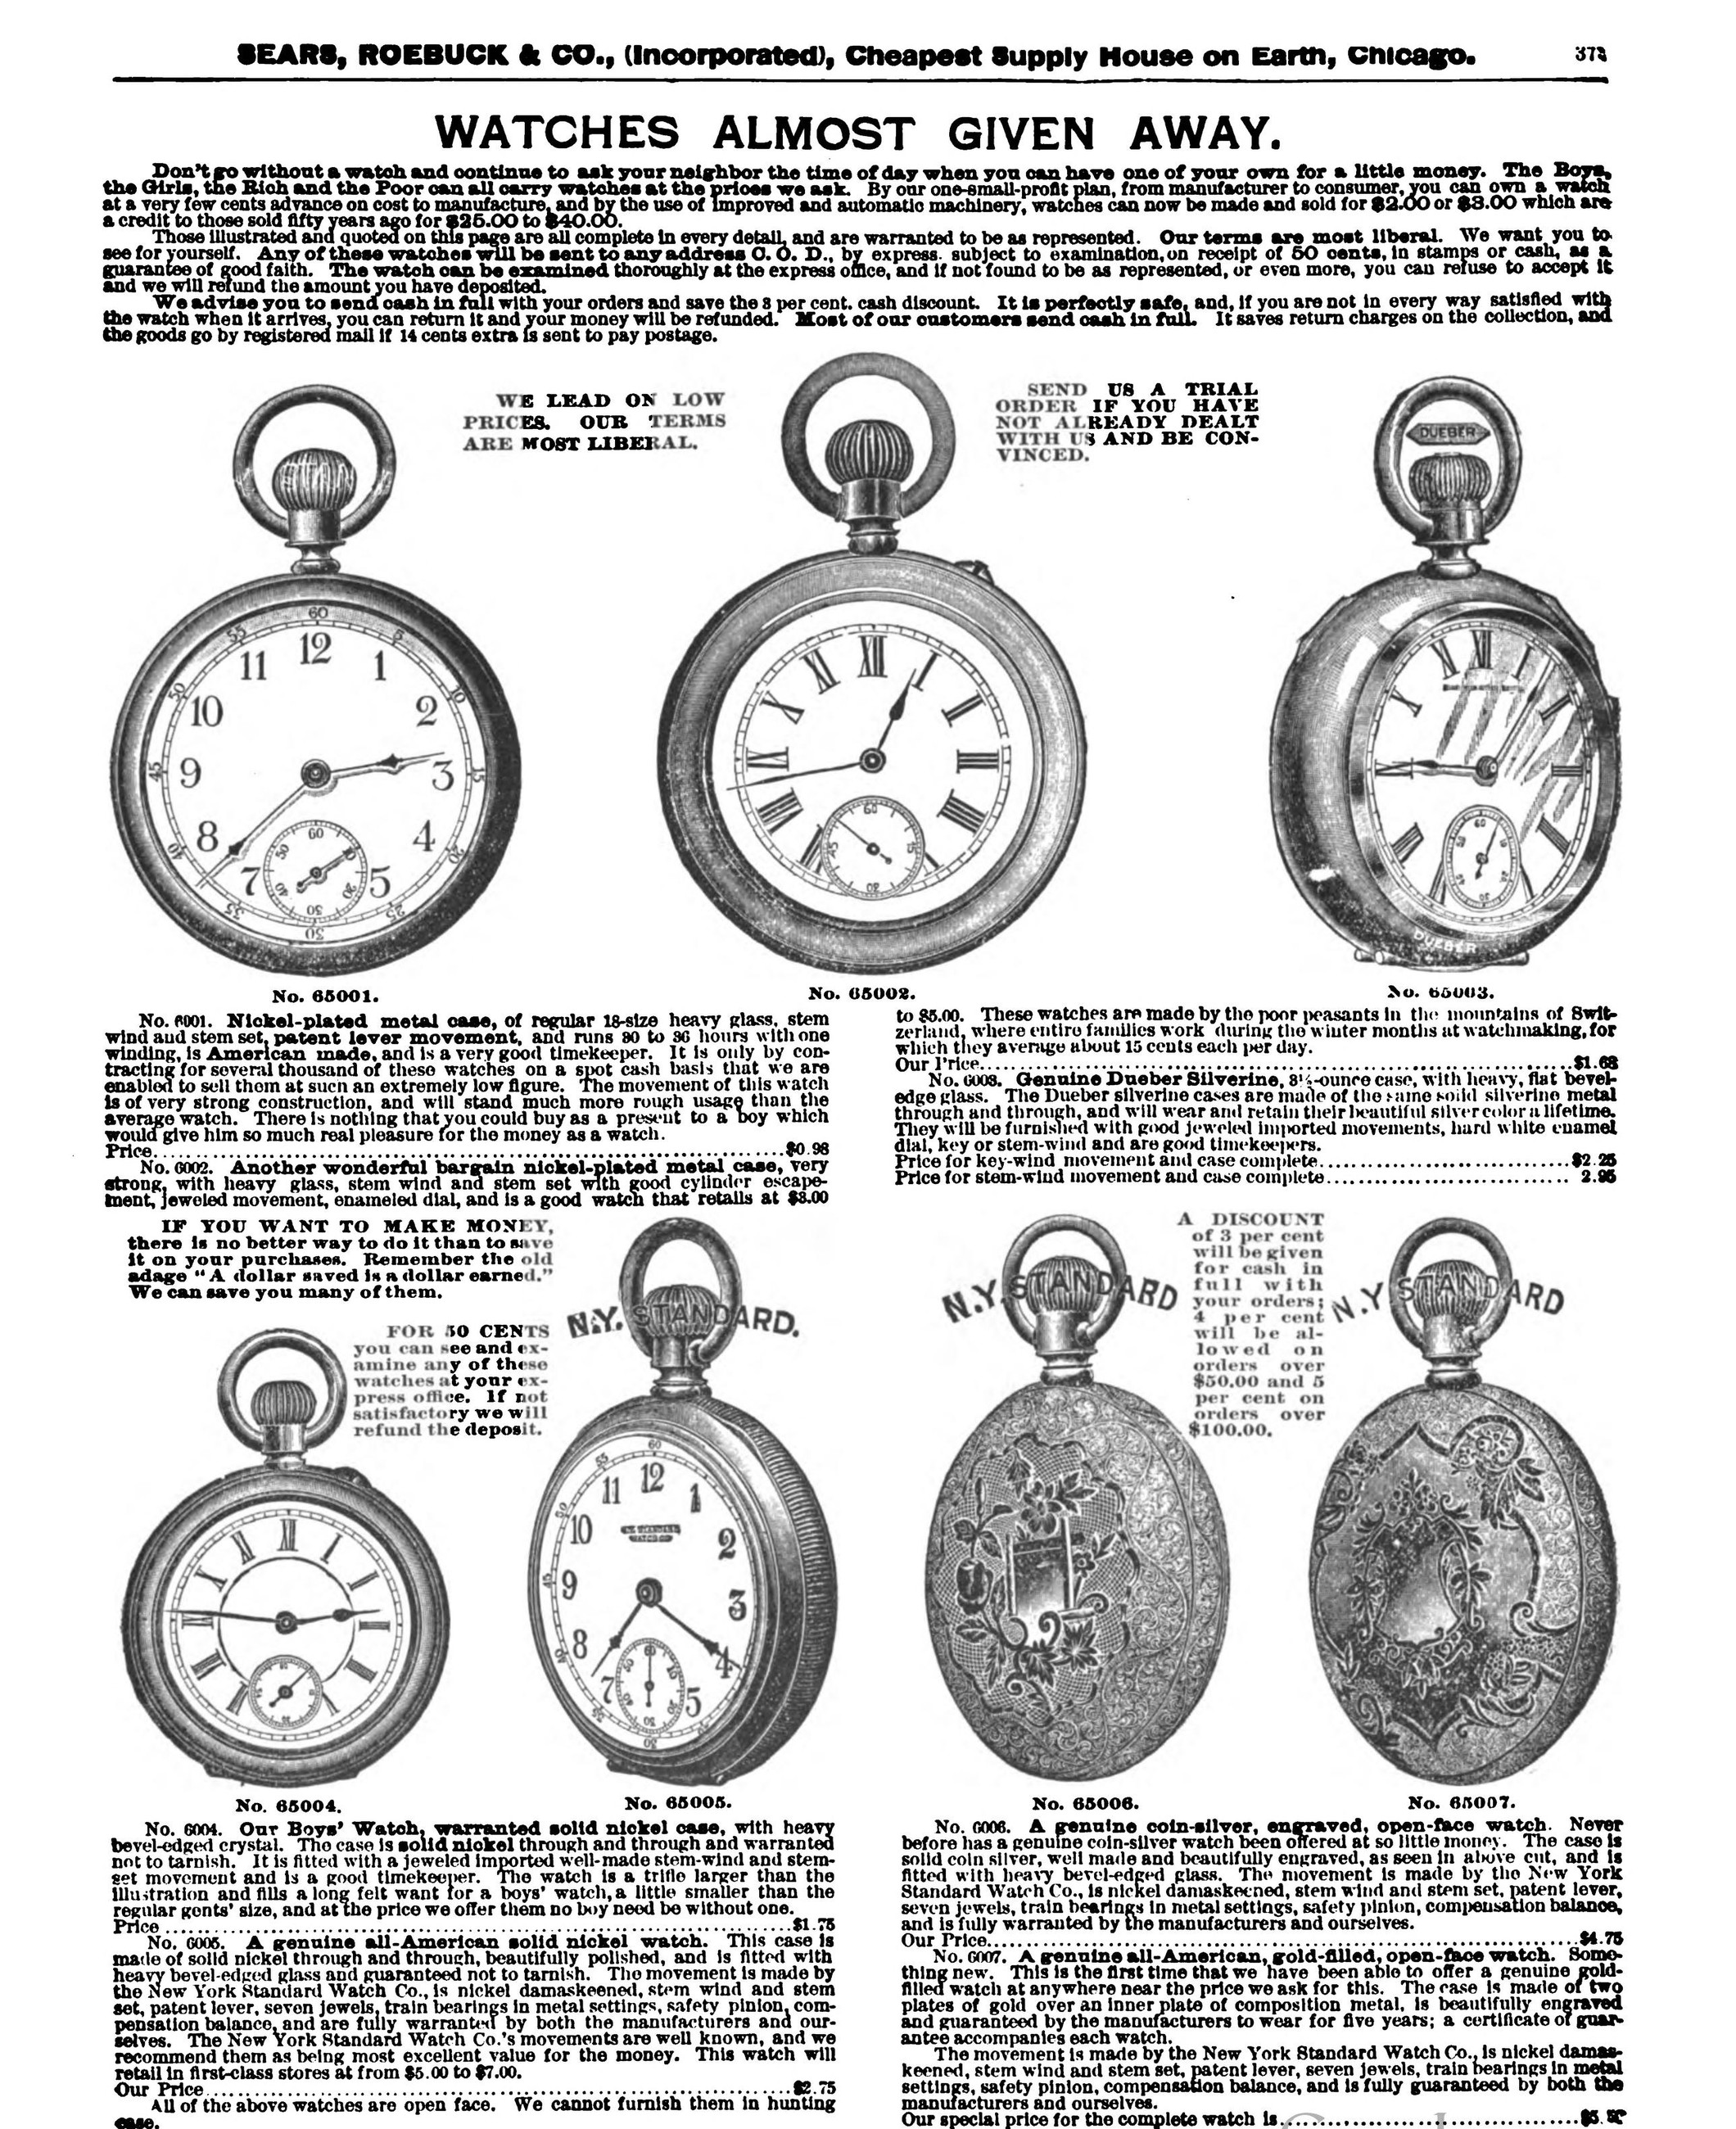 SEARS, ROEBUCK & CO., (Incorporated), Cheapest Supply House on Earth, Chicago.
WATCHES ALMOST GIVEN AWAY.
Don't go without a watch and continue to ask your neighbor the time of day when you can have one of your own for a little money. The Boys,
the Girls, the Rich and the Poor can all carry watches at the prices we ask. By our one-small-profit plan, from manufacturer to consumer, you can own a watch
at a very few cents advance on cost to manufacture, and by the use of improved and automatic machinery, watches can now be made and sold for $2.00 or $3.00 which are
a credit to those sold fifty years ago for $25.00 to $40.00.
Those illustrated and quoted on this page are all complete in every detail, and are warranted to be as represented. Our terms are most liberal. We want you to
see for yourself. Any of these watches will be sent to any address C. O. D., by express. subject to examination, on receipt of 50 cents, in stamps or cash, as a
guarantee of good faith. The watch can be examined thoroughly at the express office, and if not found to be as represented, or even more, you can refuse to accept it
and we will refund the amount you have deposited.
We advise you to send cash in full with your orders and save the 3 per cent. cash discount. It is perfectly safe, and, if you are not in every way satisfied with
the watch when it arrives, you can return it and your money will be refunded. Most of our customers send cash in full. It saves return charges on the collection, and
the goods go by registered mail if 14 cents extra is sent to pay postage.
WE LEAD ON LOW
PRICES. OUR TERMS
ARE MOST LIBERAL.
SEND US A TRIAL
ORDER IF YOU HAVE
NOT ALREADY DEALT
WITH US AND BE CON-
VINCED.
DUEBER
DUEBER
No. 65001.
No. 65002.
No. 65003.
No. 6001. Nickel-plated metal case, of regular 18-size heavy glass, stem
wind and stem set, patent lever movement, and runs 30 to 36 hours with one
winding, is American made, and is a very good timekeeper. It is only by con-
tracting for several thousand of these watches on a spot cash basis that we are
enabled to sell them at such an extremely low figure. The movement of this watch
is of very strong construction, and will stand much more rough usage than the
average watch. There is nothing that you could buy as a present to a boy which
would give him so much real pleasure for the money as a watch.
Price.......................................................................$0.98
No. 6002. Another wonderful bargain nickel-plated metal case, very
strong, with heavy glass, stem wind and stem set with good cylinder escape-
ment, jeweled movement, enameled dial, and is a good watch that retails at $3.00
to $5.00. These watches are made by the poor peasants in the mountains of Swit-
zerland, where entire families work during the winter months at watchmaking, for
which they average about 15 cents each per day.
Our Price...................................................................$1.68
No. 6003. Genuine Dueber Silverine, 3½-ounce case, with heavy, flat bevel-
edge glass. The Dueber silverine cases are made of the same solid silverine metal
through and through, and will wear and retain their beautiful silver color a lifetime.
They will be furnished with good jeweled imported movements, hard white enamel
dial, key or stem-wind and are good timekeepers.
Price for key-wind movement and case complete............................$2.25
Price for stem-wind movement and case complete........................... 2.95
IF YOU WANT TO MAKE MONEY,
there is no better way to do it than to save
it on your purchases. Remember the old
adage "A dollar saved is a dollar earned."
We can save you many of them.
FOR 50 CENTS
you can see and ex-
amine any of these
watches at your ex-
press office. If not
satisfactory we will
refund the deposit.
N.Y. STANDARD.
N.Y. STANDARD
A DISCOUNT
of 3 per cent
will be given
for cash in
full with
your orders;
4 per cent
will be al-
lowed on
orders over
$50.00 and 5
per cent on
orders over
$100.00.
N.Y STANDARD
No. 65004.
No. 65005.
No. 65006.
No. 65007.
No. 6004. Our Boys' Watch, warranted solid nickel case, with heavy
bevel-edged crystal. The case is solid nickel through and through and warranted
not to tarnish. It is fitted with a jeweled imported well-made stem-wind and stem-
set movement and is a good timekeeper. The watch is a trifle larger than the
illustration and fills a long felt want for a boys' watch, a little smaller than the
regular gents' size, and at the price we offer them no boy need be without one.
Price.......................................................................$1.75
No. 6005. A genuine all-American solid nickel watch. This case is
made of solid nickel through and through, beautifully polished, and is fitted with
heavy bevel-edged glass and guaranteed not to tarnish. The movement is made by
the New York Standard Watch Co., is nickel damaskeened, stem wind and stem
set, patent lever, seven jewels, train bearings in metal settings, safety pinion, com-
pensation balance, and are fully warranted by both the manufacturers and our-
selves. The New York Standard Watch Co.'s movements are well known, and we
recommend them as being most excellent value for the money. This watch will
retail in first-class stores at from $5.00 to $7.00.
Our Price...................................................................$2.75
All of the above watches are open face. We cannot furnish them in hunting
case.
No. 6006. A genuine coin-silver, engraved, open-face watch. Never
before has a genuine coin-silver watch been offered at so little money. The case is
solid coin silver, well made and beautifully engraved, as seen in above cut, and is
fitted with heavy bevel-edged glass. The movement is made by the New York
Standard Watch Co., is nickel damaskeened, stem wind and stem set, patent lever,
seven jewels, train bearings in metal settings, safety pinion, compensation balance,
and is fully warranted by the manufacturers and ourselves.
Our Price...................................................................$4.75
No. 6007. A genuine all-American, gold-filled, open-face watch. Some-
thing new. This is the first time that we have been able to offer a genuine gold-
filled watch at anywhere near the price we ask for this. The case is made of two
plates of gold over an inner plate of composition metal, is beautifully engraved
and guaranteed by the manufacturers to wear for five years; a certificate of guar-
antee accompanies each watch.
The movement is made by the New York Standard Watch Co., is nickel damas-
keened, stem wind and stem set, patent lever, seven jewels, train bearings in metal
settings, safety pinion, compensation balance, and is fully guaranteed by both the
manufacturers and ourselves.
Our special price for the complete watch is